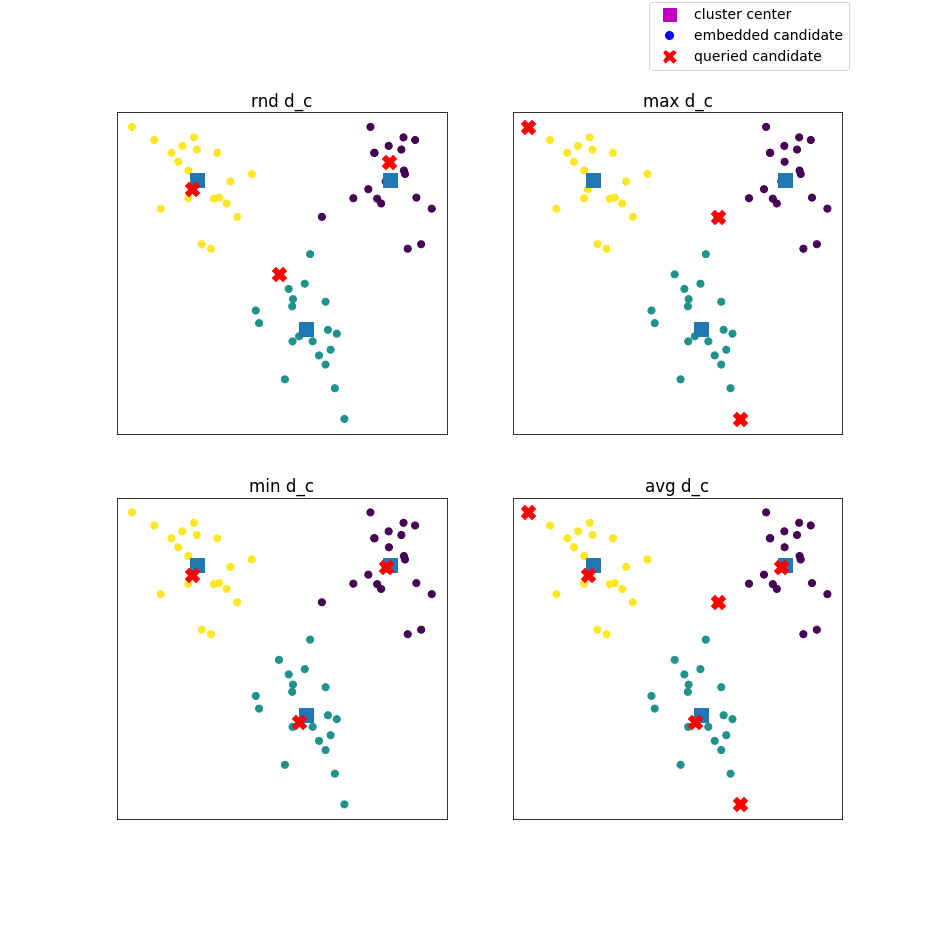 cluster center
embedded candidate
queried candidate
rnd d_c
max d_c
min d_c
avg d_c